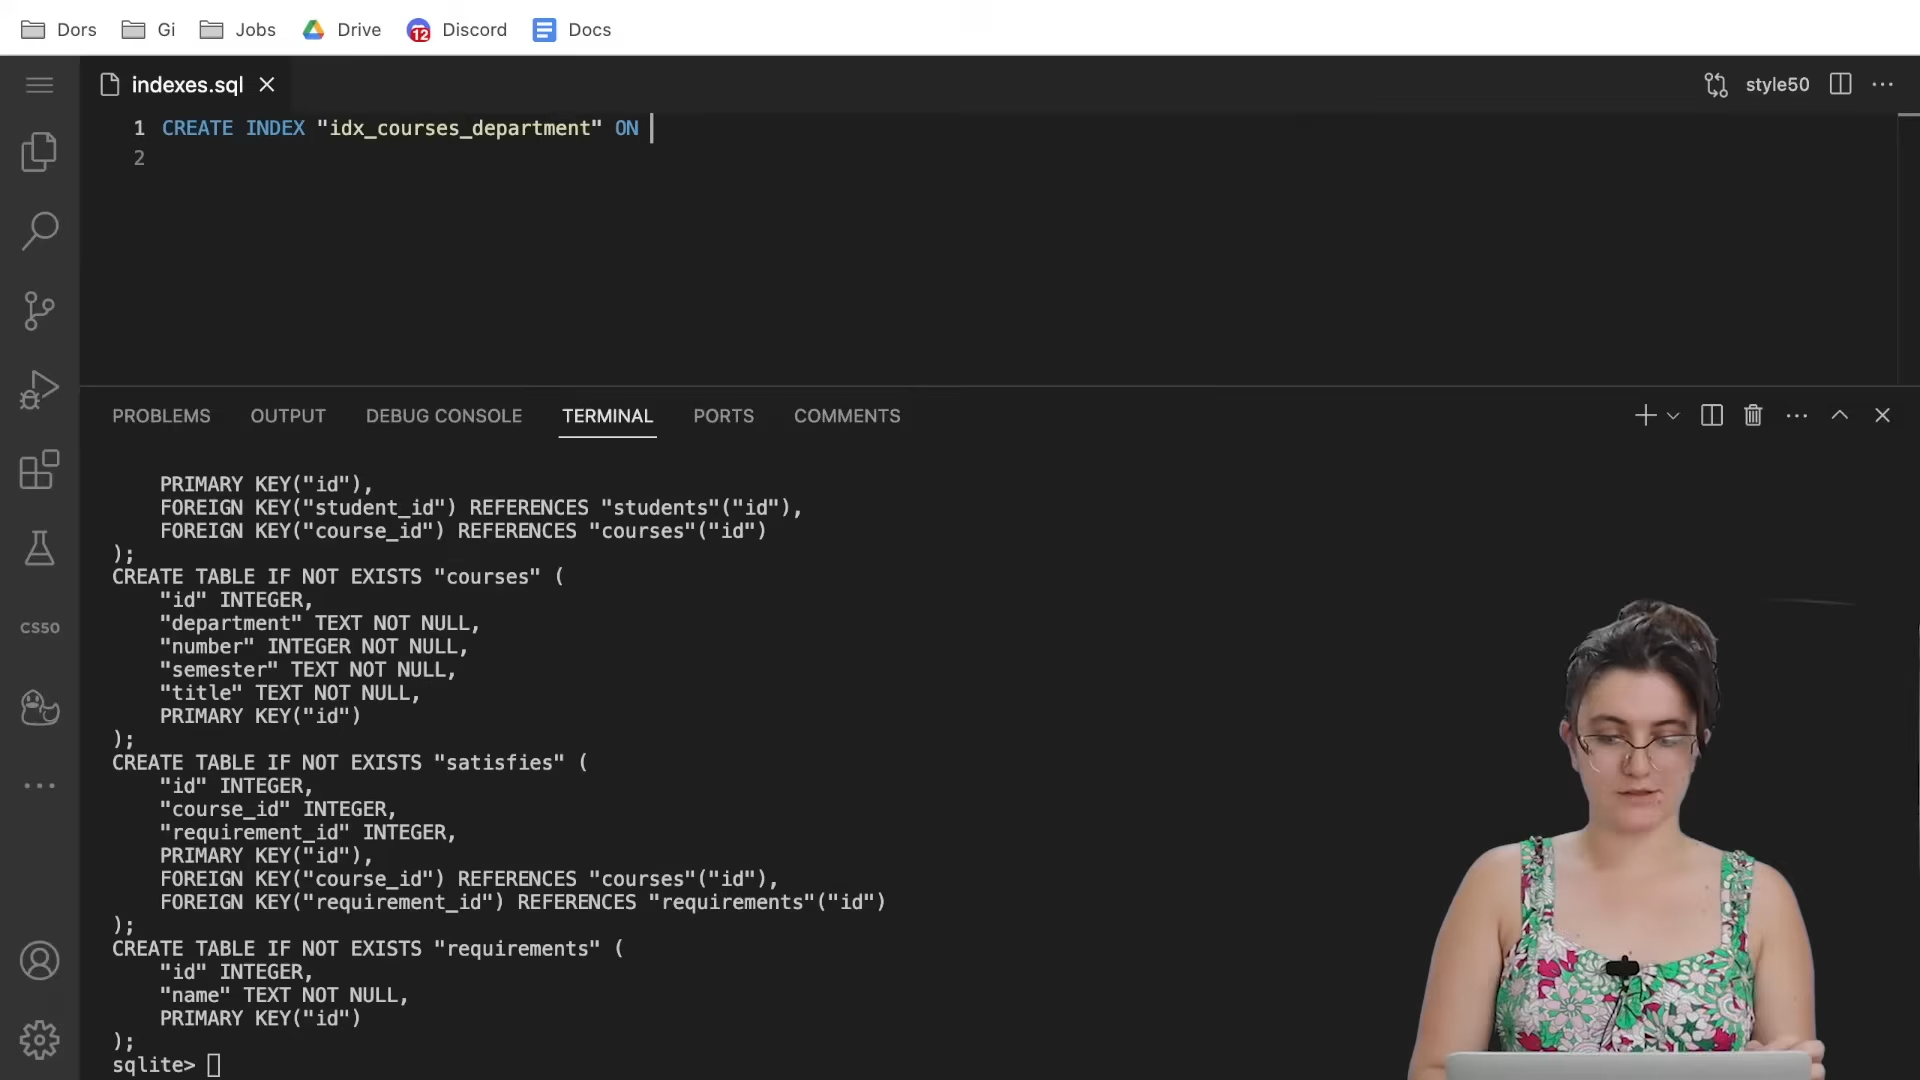 Dors Gi Jobs Drive 12 Discord Docs
indexes.sql style50
1 CREATE INDEX "idx_courses_department" ON
2
PROBLEMS OUTPUT DEBUG CONSOLE TERMINAL PORTS COMMENTS
PRIMARY KEY("id"),
FOREIGN KEY("student_id") REFERENCES "students"("id"),
FOREIGN KEY("course_id") REFERENCES "courses"("id")
);
CREATE TABLE IF NOT EXISTS "courses" (
"id" INTEGER,
"department" TEXT NOT NULL,
"number" INTEGER NOT NULL,
"semester" TEXT NOT NULL,
"title" TEXT NOT NULL,
PRIMARY KEY("id")
);
CREATE TABLE IF NOT EXISTS "satisfies" (
"id" INTEGER,
"course_id" INTEGER,
"requirement_id" INTEGER,
PRIMARY KEY("id"),
FOREIGN KEY("course_id") REFERENCES "courses"("id"),
FOREIGN KEY("requirement_id") REFERENCES "requirements"("id")
);
CREATE TABLE IF NOT EXISTS "requirements" (
"id" INTEGER,
"name" TEXT NOT NULL,
PRIMARY KEY("id")
);
sqlite>
CS50